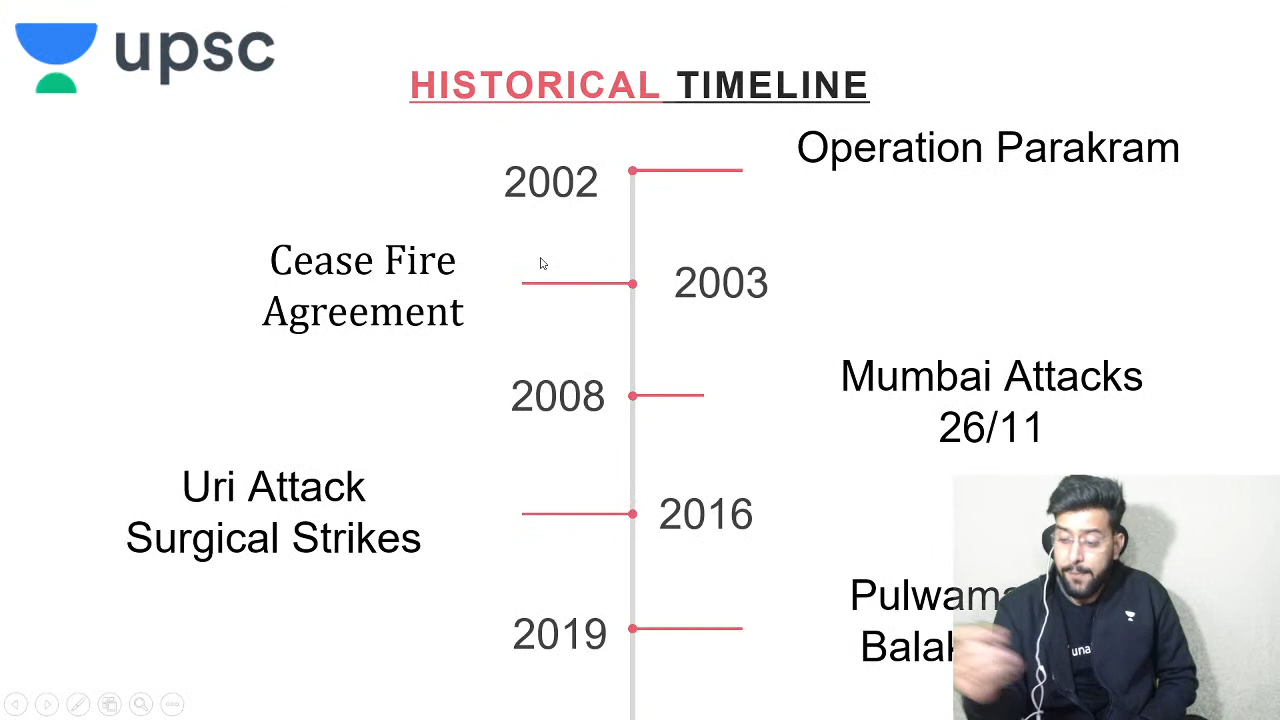 upsc
HISTORICAL TIMELINE
Operation Parakram
2002
Cease Fire
Agreement
2003
2008
Mumbai Attacks
26/11
Uri Attack
Surgical Strikes
2016
2019